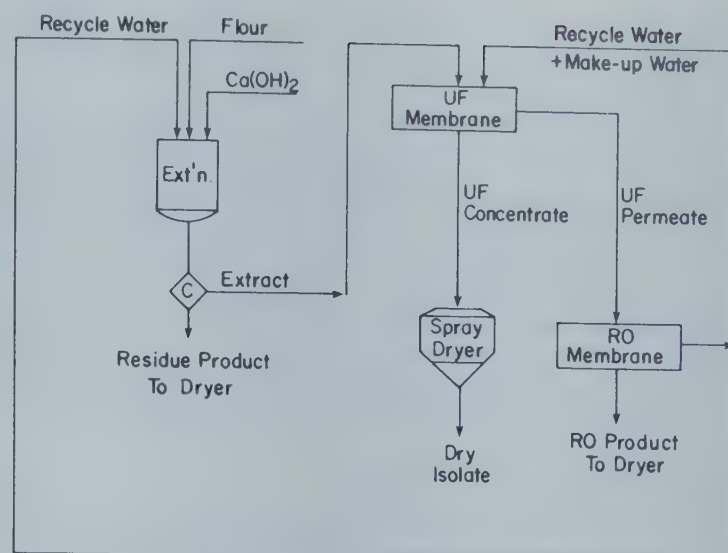 Recycle Water
Flour
Ca(OH)2
Ext'n.
C
Extract
Residue Product
To Dryer
Recycle Water
+Make-up Water
UF
Membrane
UF
Concentrate
UF
Permeate
Spray
Dryer
RO
Membrane
Dry
Isolate
RO Product
To Dryer